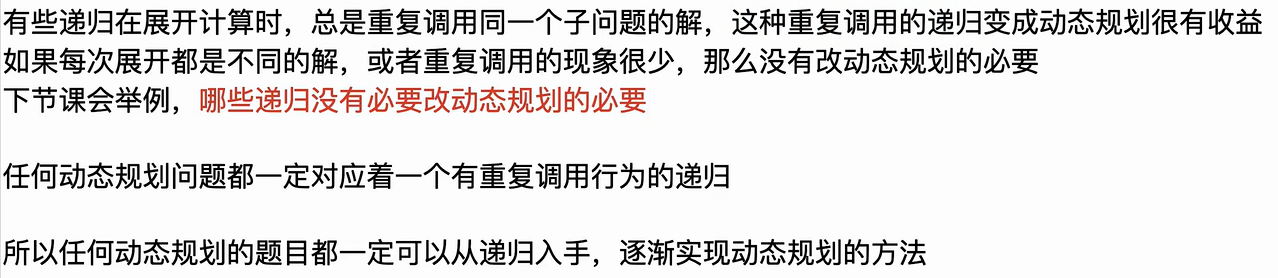 有些递归在展开计算时，总是重复调用同一个子问题的解，这种重复调用的递归变成动态规划很有收益
如果每次展开都是不同的解，或者重复调用的现象很少，那么没有改动态规划的必要
下节课会举例，哪些递归没有必要改动态规划的必要
任何动态规划问题都一定对应着一个有重复调用行为的递归
所以任何动态规划的题目都一定可以从递归入手，逐渐实现动态规划的方法